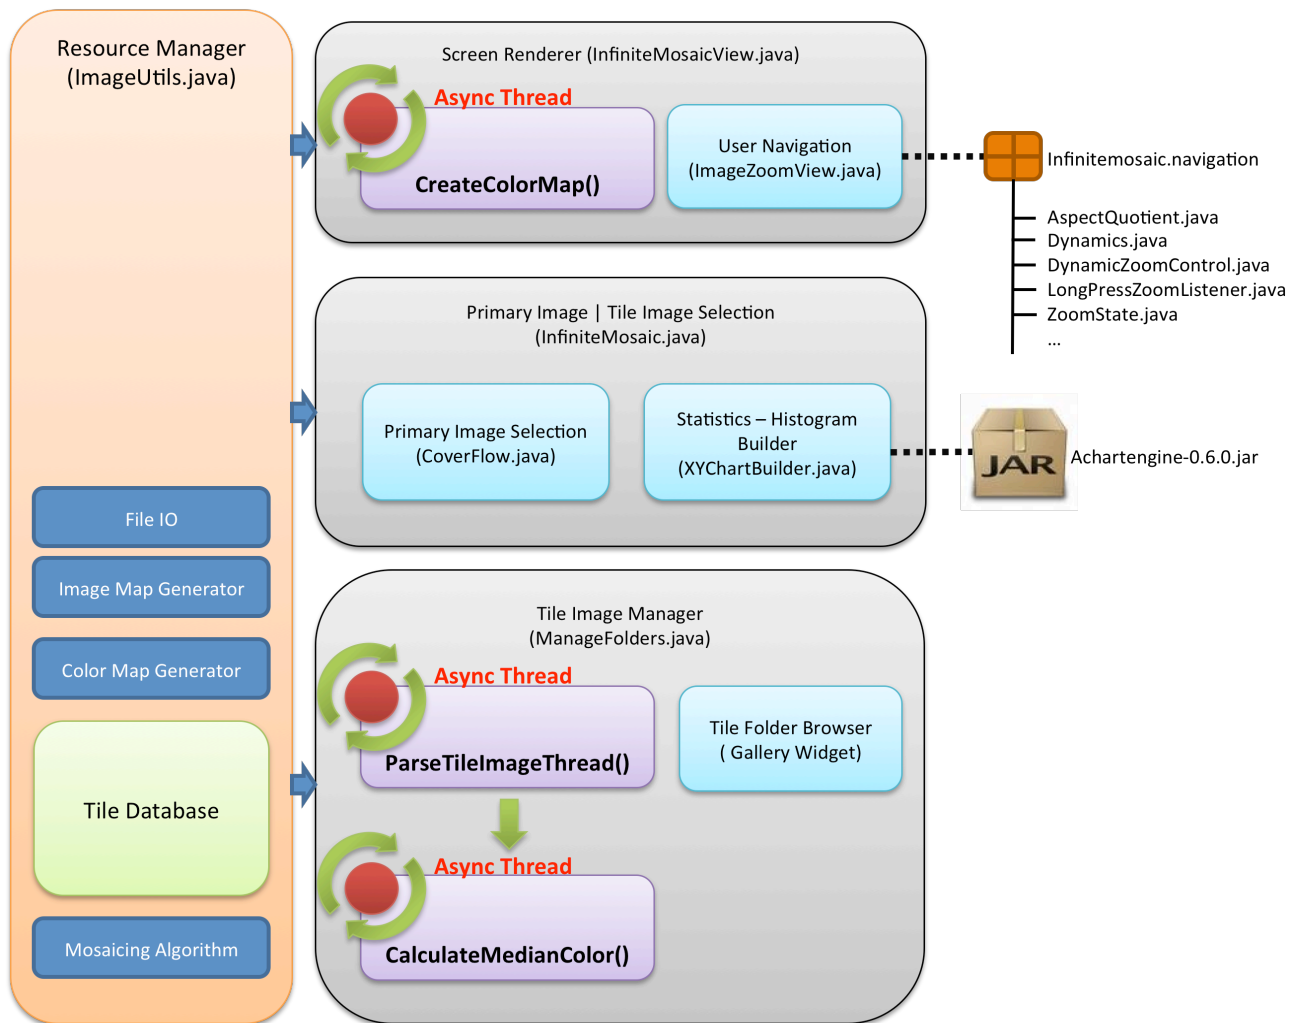 Resource Manager
(ImageUtils.java)
File IO
Image Map Generator
Color Map Generator
Tile Database
Mosaicing Algorithm
Screen Renderer (InfiniteMosaicView.java)
Async Thread
CreateColorMap()
User Navigation
(ImageZoomView.java)
Infinitemosaic.navigation
AspectQuotient.java
Dynamics.java
DynamicZoomControl.java
LongPressZoomListener.java
ZoomState.java
...
Primary Image | Tile Image Selection
(InfiniteMosaic.java)
Primary Image Selection
(CoverFlow.java)
Statistics – Histogram
Builder
(XYChartBuilder.java)
JAR
Achartengine-0.6.0.jar
Tile Image Manager
(ManageFolders.java)
Async Thread
ParseTileImageThread()
Tile Folder Browser
( Gallery Widget)
Async Thread
CalculateMedianColor()